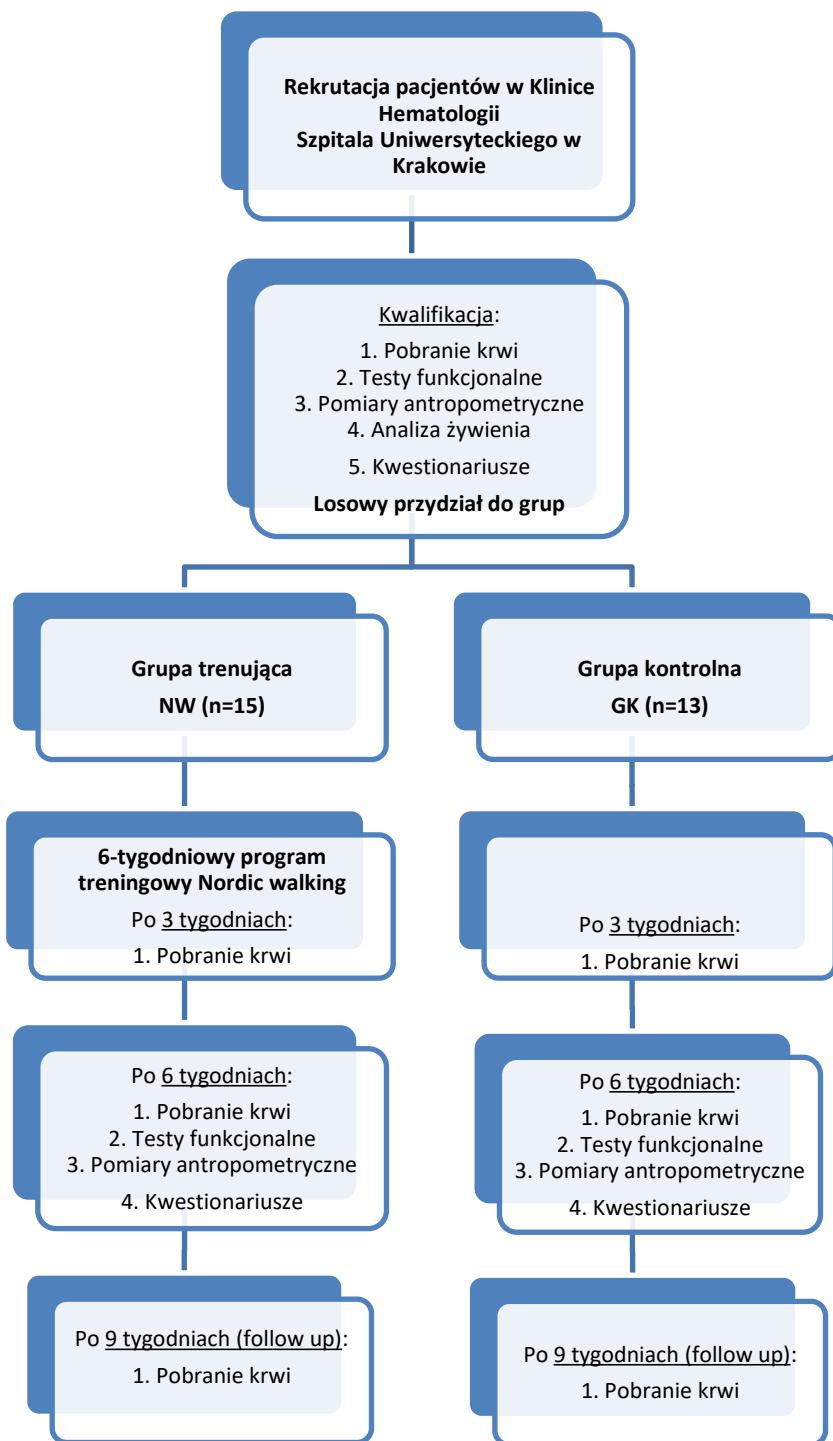 Rekrutacja pacjentów w Klinice
Hematologii
Szpitala Uniwersyteckiego w
Krakowie
Kwalifikacja:
1. Pobranie krwi
2. Testy funkcjonalne
3. Pomiary antropometryczne
4. Analiza żywienia
5. Kwestionariusze
Losowy przydział do grup
Grupa trenująca
NW (n=15)
Grupa kontrolna
GK (n=13)
6-tygodniowy program
treningowy Nordic walking
Po 3 tygodniach:
1. Pobranie krwi
Po 3 tygodniach:
1. Pobranie krwi
Po 6 tygodniach:
1. Pobranie krwi
2. Testy funkcjonalne
3. Pomiary antropometryczne
4. Kwestionariusze
Po 6 tygodniach:
1. Pobranie krwi
2. Testy funkcjonalne
3. Pomiary antropometryczne
4. Kwestionariusze
Po 9 tygodniach (follow up):
1. Pobranie krwi
Po 9 tygodniach (follow up):
1. Pobranie krwi